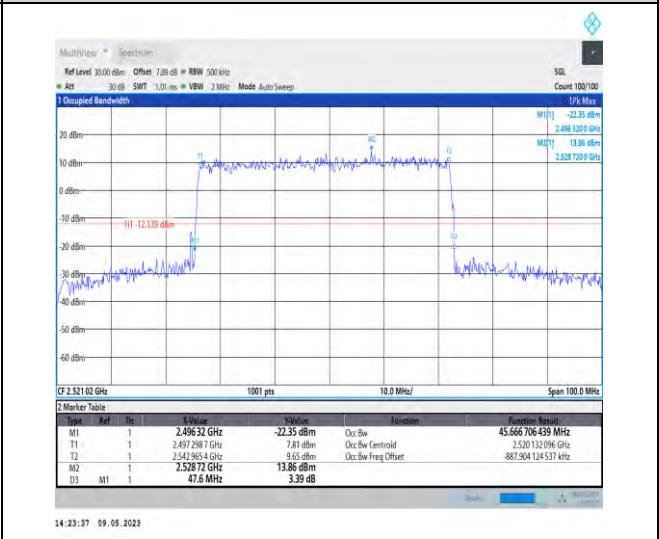 MultiView Spectrum
Ref Level 30.00 dBm Offset 7.89 dB RBW 500 kHz SGL
Att 30 dB SWT 1.01 ms VBW 2 MHz Mode Auto Sweep Count 100/100
1 Occupied Bandwidth 1Pk Max
M1[1] -22.35 dBm
2.496 3200 GHz
M2[1] 13.86 dBm
2.528 7200 GHz
20 dBm
M2
T1
T2
10 dBm
0 dBm
-10 dBm
H1 -12.139 dBm
M1
D3
-20 dBm
-30 dBm
-40 dBm
-50 dBm
-60 dBm
CF 2.521 02 GHz 1001 pts 10.0 MHz/ Span 100.0 MHz
2 Marker Table
Type Ref Trc X-Value Y-Value Function Function Result
M1 1 2.496 32 GHz -22.35 dBm Occ Bw 45.666 706 439 MHz
T1 1 2.497 298 7 GHz 7.81 dBm Occ Bw Centroid 2.520 132 096 GHz
T2 1 2.542 965 4 GHz 9.65 dBm Occ Bw Freq Offset -887.904 124 537 kHz
M2 1 2.528 72 GHz 13.86 dBm
D3 M1 1 47.6 MHz 3.39 dB
14:23:37 09.05.2023